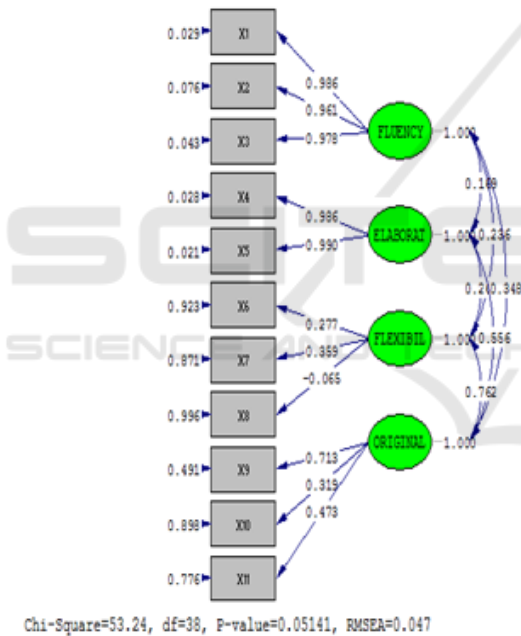 0.029 X1
0.986
0.076 X2
0.961
FLUENCY 1.000
0.043 X3
0.978
0.028 X4
0.986
0.236
ELABORAT 1.000
0.021 X5
0.990
0.923 X6
0.277
0.348
FLEXIBIL 1.000
0.556
0.871 X7
0.359
0.996 X8
-0.065
0.762
0.491 X9
0.713
ORIGINAL 1.000
0.898 X10
0.319
0.473
0.776 X11
SCIENCE AND
Chi-Square=53.24, df=38, P-value=0.05141, RMSEA=0.047